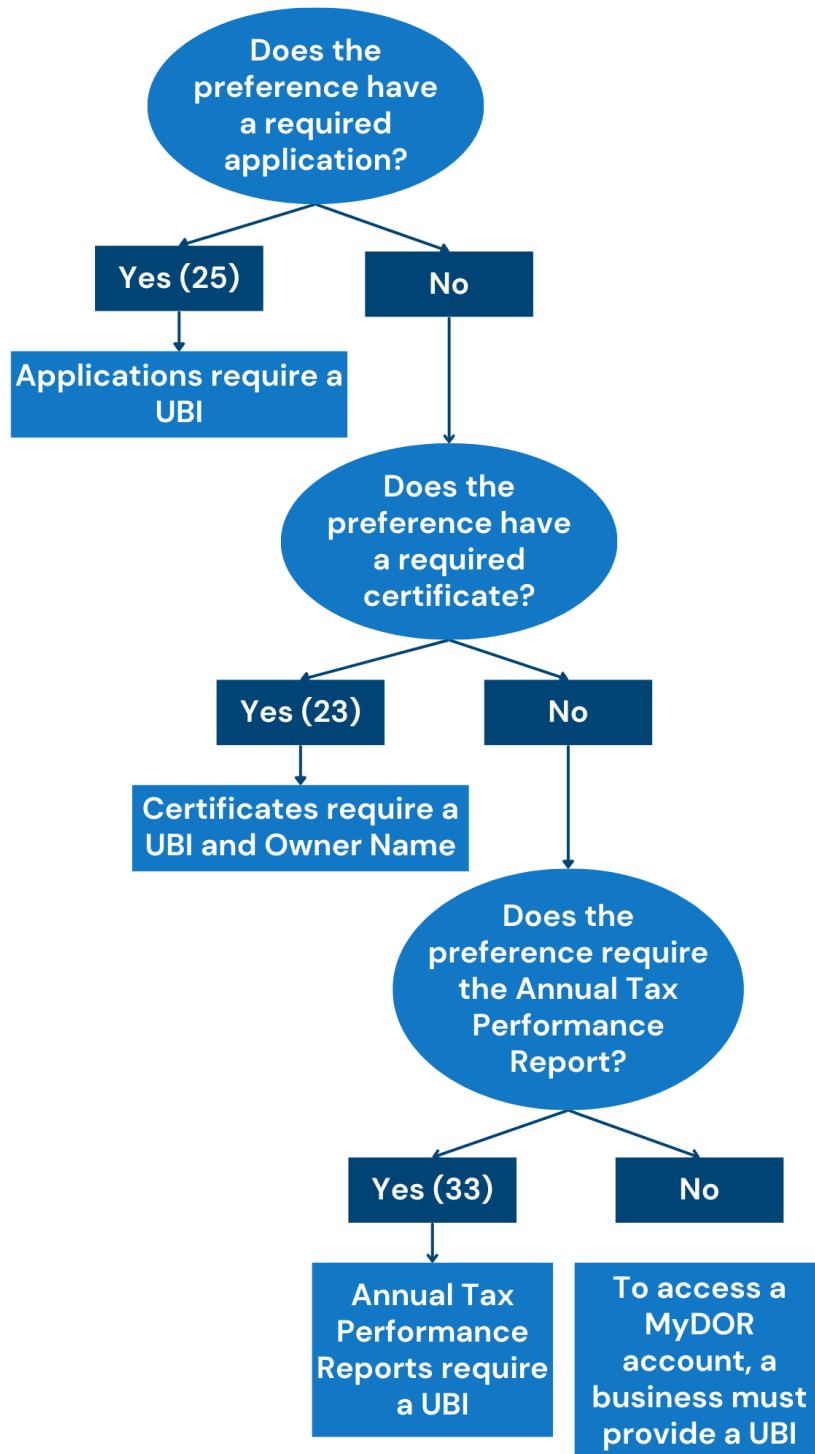 Does the
preference have
a required
application?
Yes (25)
No
Applications require a
UBI
Does the
preference have
a required
certificate?
Yes (23)
No
Certificates require a
UBI and Owner Name
Does the
preference require
the Annual Tax
Performance
Report?
Yes (33)
No
Annual Tax
Performance
Reports require
a UBI
To access a
MyDOR
account, a
business must
provide a UBI